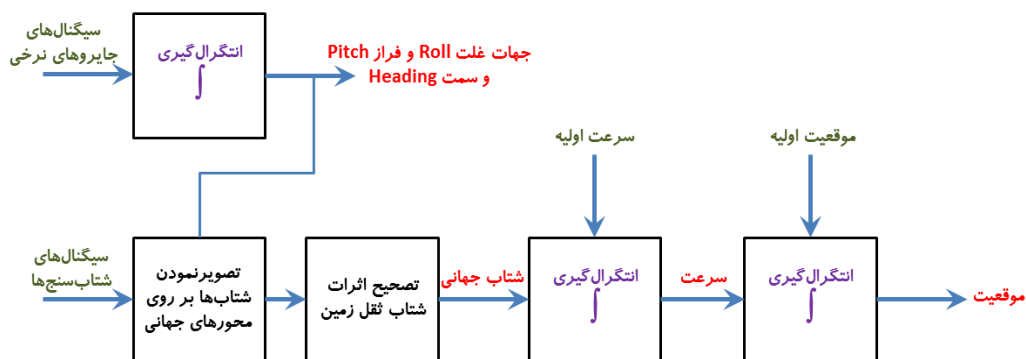 سیگنال‌های
جایروهای نرخی
انتگرال‌گیری
∫
جهات غلت Roll و فراز Pitch
و سمت Heading
سرعت اولیه
موقعیت اولیه
سیگنال‌های
شتاب‌سنج‌ها
تصویرنمودن
شتاب‌ها بر روی
محورهای جهانی
تصحیح اثرات
شتاب ثقل زمین
شتاب جهانی
انتگرال‌گیری
∫
سرعت
انتگرال‌گیری
∫
موقعیت